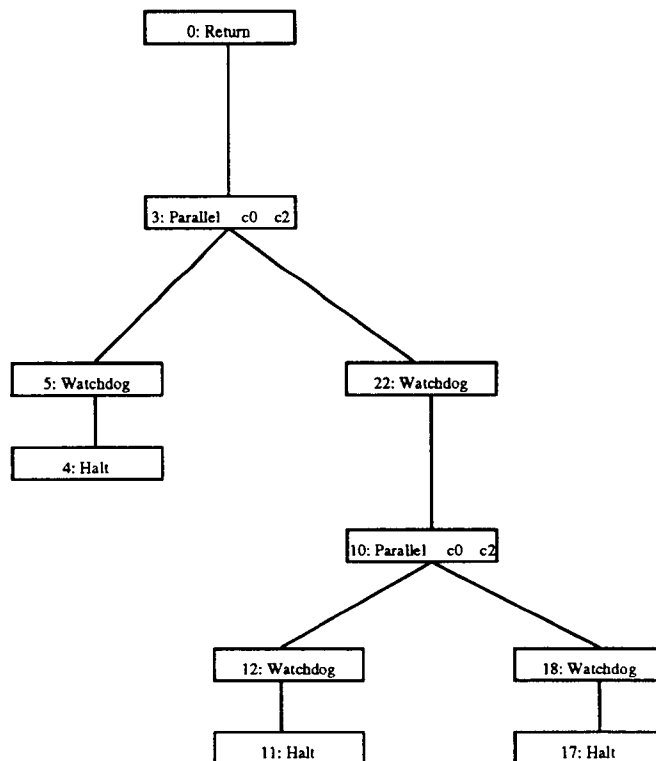 0: Return
3: Parallel c0 c2
5: Watchdog
22: Watchdog
4: Halt
10: Parallel c0 c2
12: Watchdog
18: Watchdog
11: Halt
17: Halt